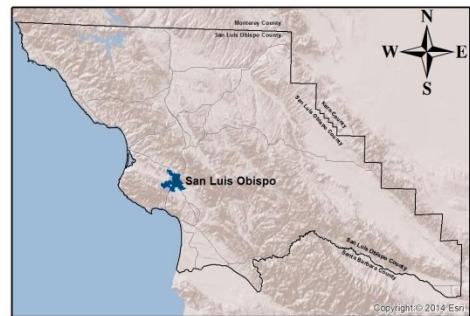 Monterey County
San Luis Obispo County
N
W
E
S
Kern County
San Luis Obispo County
San Luis Obispo
San Luis Obispo County
Santa Barbara County
Copyright:© 2014 Esri